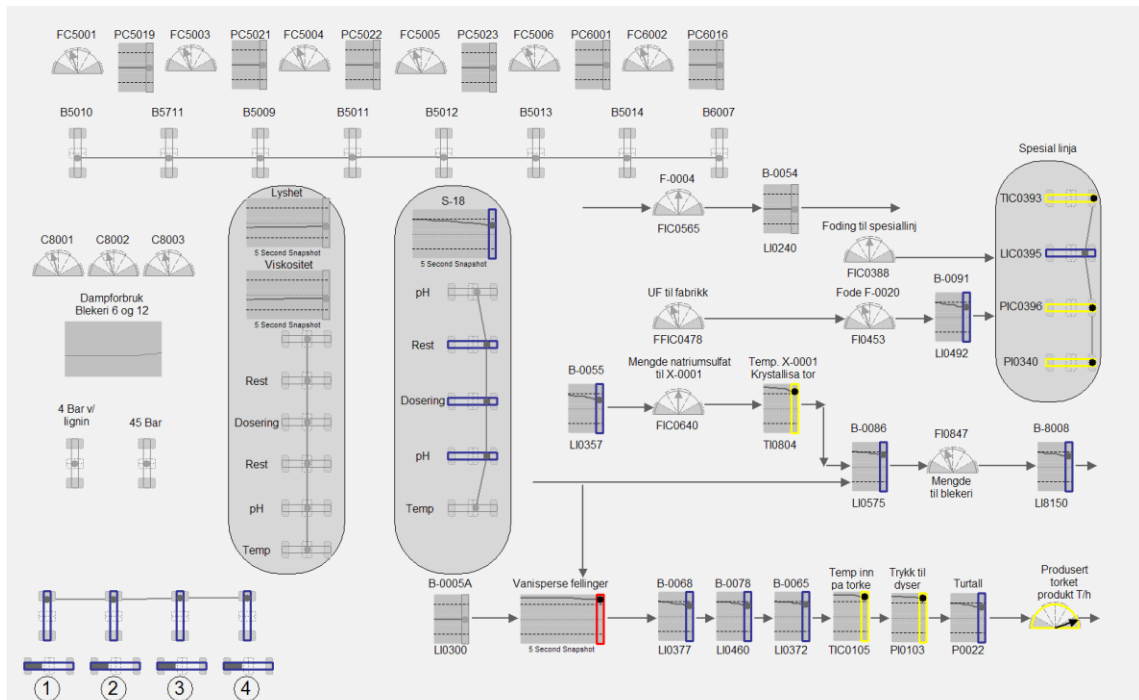 FC5001 PC5019 FC5003 PC5021 FC5004 PC5022 FC5005 PC5023 FC5006 PC6001 FC6002 PC6016
B5010 B5711 B5009 B5011 B5012 B5013 B5014 B6007
Spesial linja
Lyshet
S-18
F-0004
B-0054
TIC0393
5 Second Snapshot
5 Second Snapshot
FIC0565
LI0240
Foding til spesiallinj
C8001 C8002 C8003
LIC0395
Viskositet
FIC0388
pH
UF til fabrikk
Fode F-0020
B-0091
Dampforbruk
Blekeri 6 og 12
PIC0396
5 Second Snapshot
Rest
FFIC0478
FI0453
LI0492
PI0340
B-0055
Mengde natriumsulfat
til X-0001
Temp. X-0001
Krystallisa tor
Rest
Dosering
4 Bar v/
lignin
45 Bar
Dosering
LI0357
FIC0640
TI0804
B-0086
FI0847
B-8008
Rest
pH
LI0575
Mengde
til blekeri
LI8150
pH
Temp
Temp
B-0005A
Vanisperse fellinger
B-0068
B-0078
B-0065
Temp inn
pa torke
Trykk til
dyser
Turtall
Produsert
torket
produkt T/h
LI0300
5 Second Snapshot
LI0377
LI0460
LI0372
TIC0105
PI0103
P0022
1 2 3 4